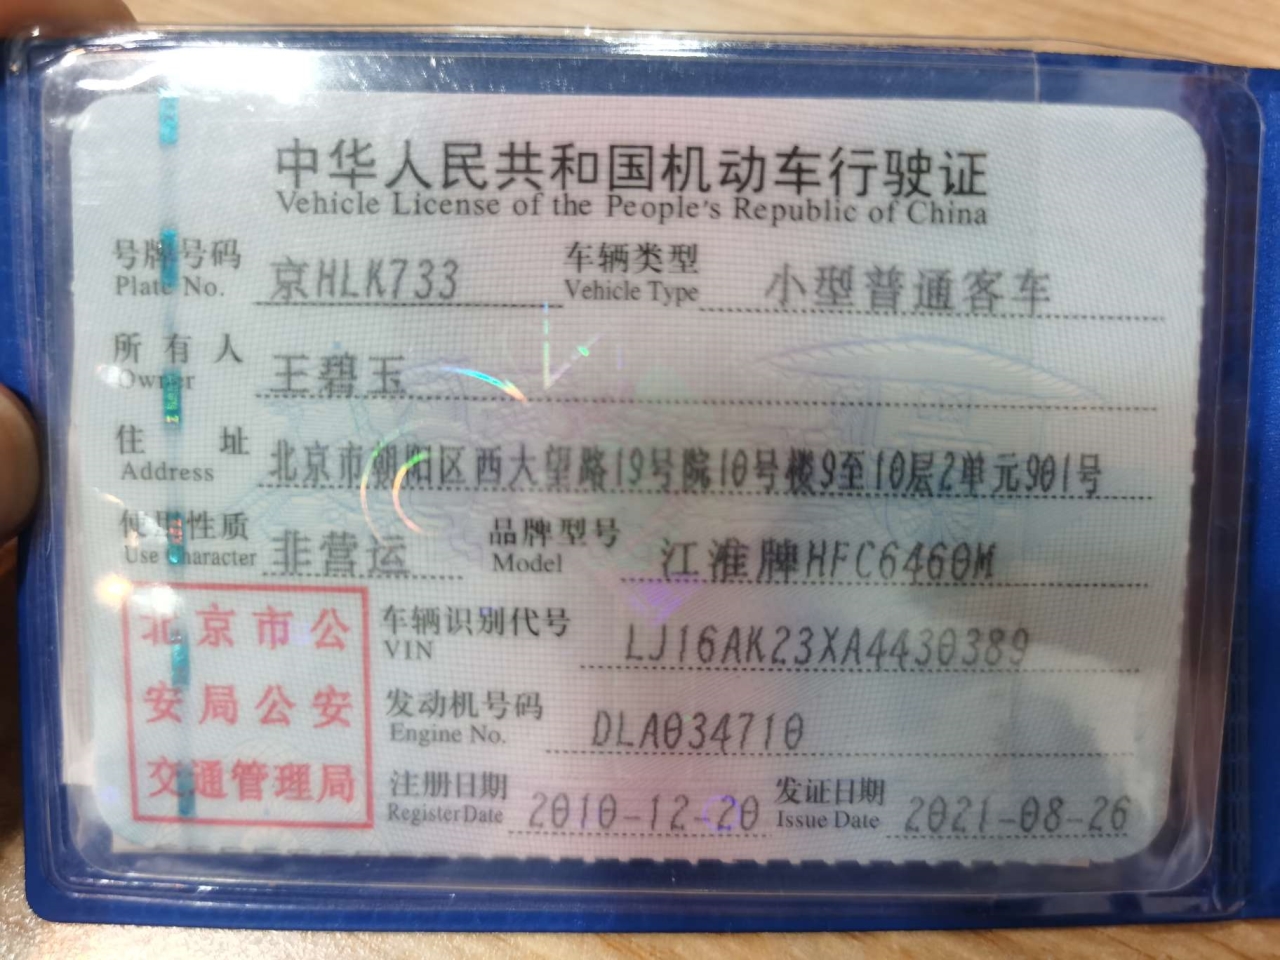 中华人民共和国机动车行驶证
Vehicle License of the People's Republic of China
号牌号码 京HLK733 车辆类型 小型普通客车
Plate No. Vehicle Type
所有人 王碧玉
Owner
住址 北京市朝阳区西大望路19号院10号楼9至10层2单元901号
Address
使用性质 非营运 品牌型号 江淮牌HFC6460M
Use Character Model
北京市公
安局公安
交通管理局
车辆识别代号 LJ16AK23XA4430389
VIN
发动机号码 DLA034710
Engine No.
注册日期 2010-12-20 发证日期 2021-08-26
Register Date Issue Date